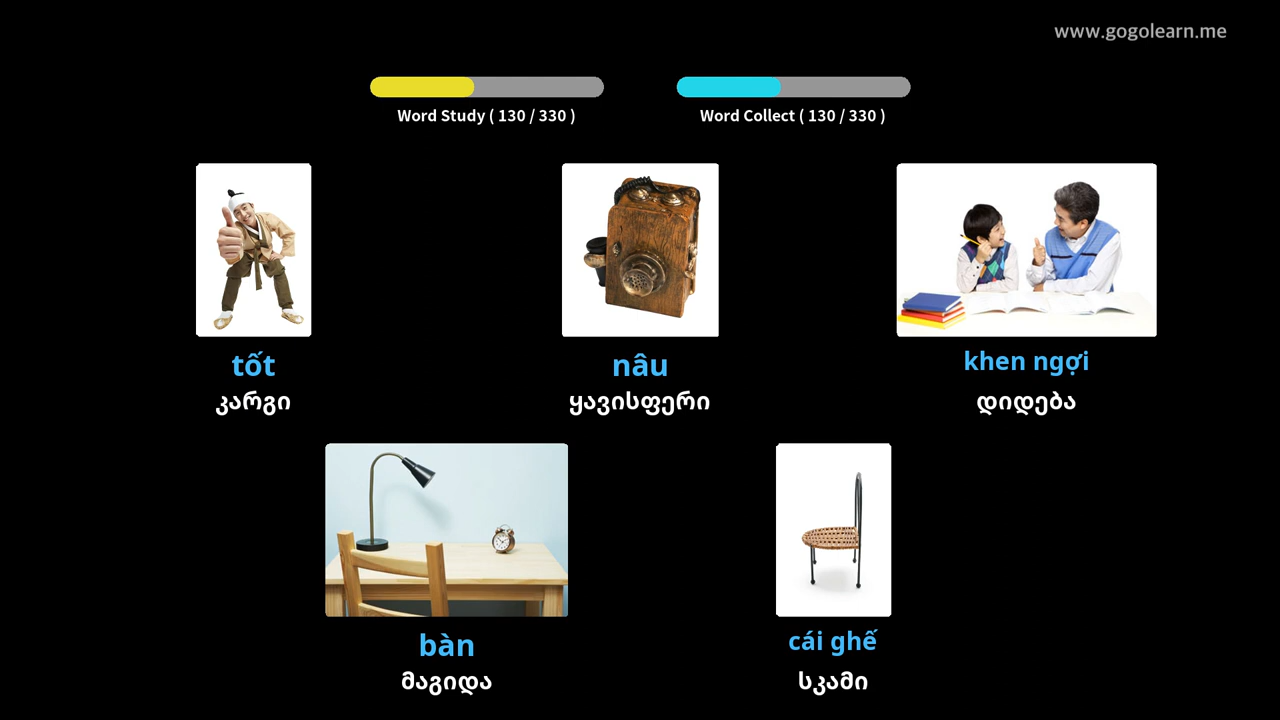 www.gogolearn.me
Word Study ( 130 / 330 )
Word Collect ( 130 / 330 )
tốt
კარგი
nâu
ყავისფერი
khen ngợi
დიდება
bàn
მაგიდა
cái ghế
სკამი